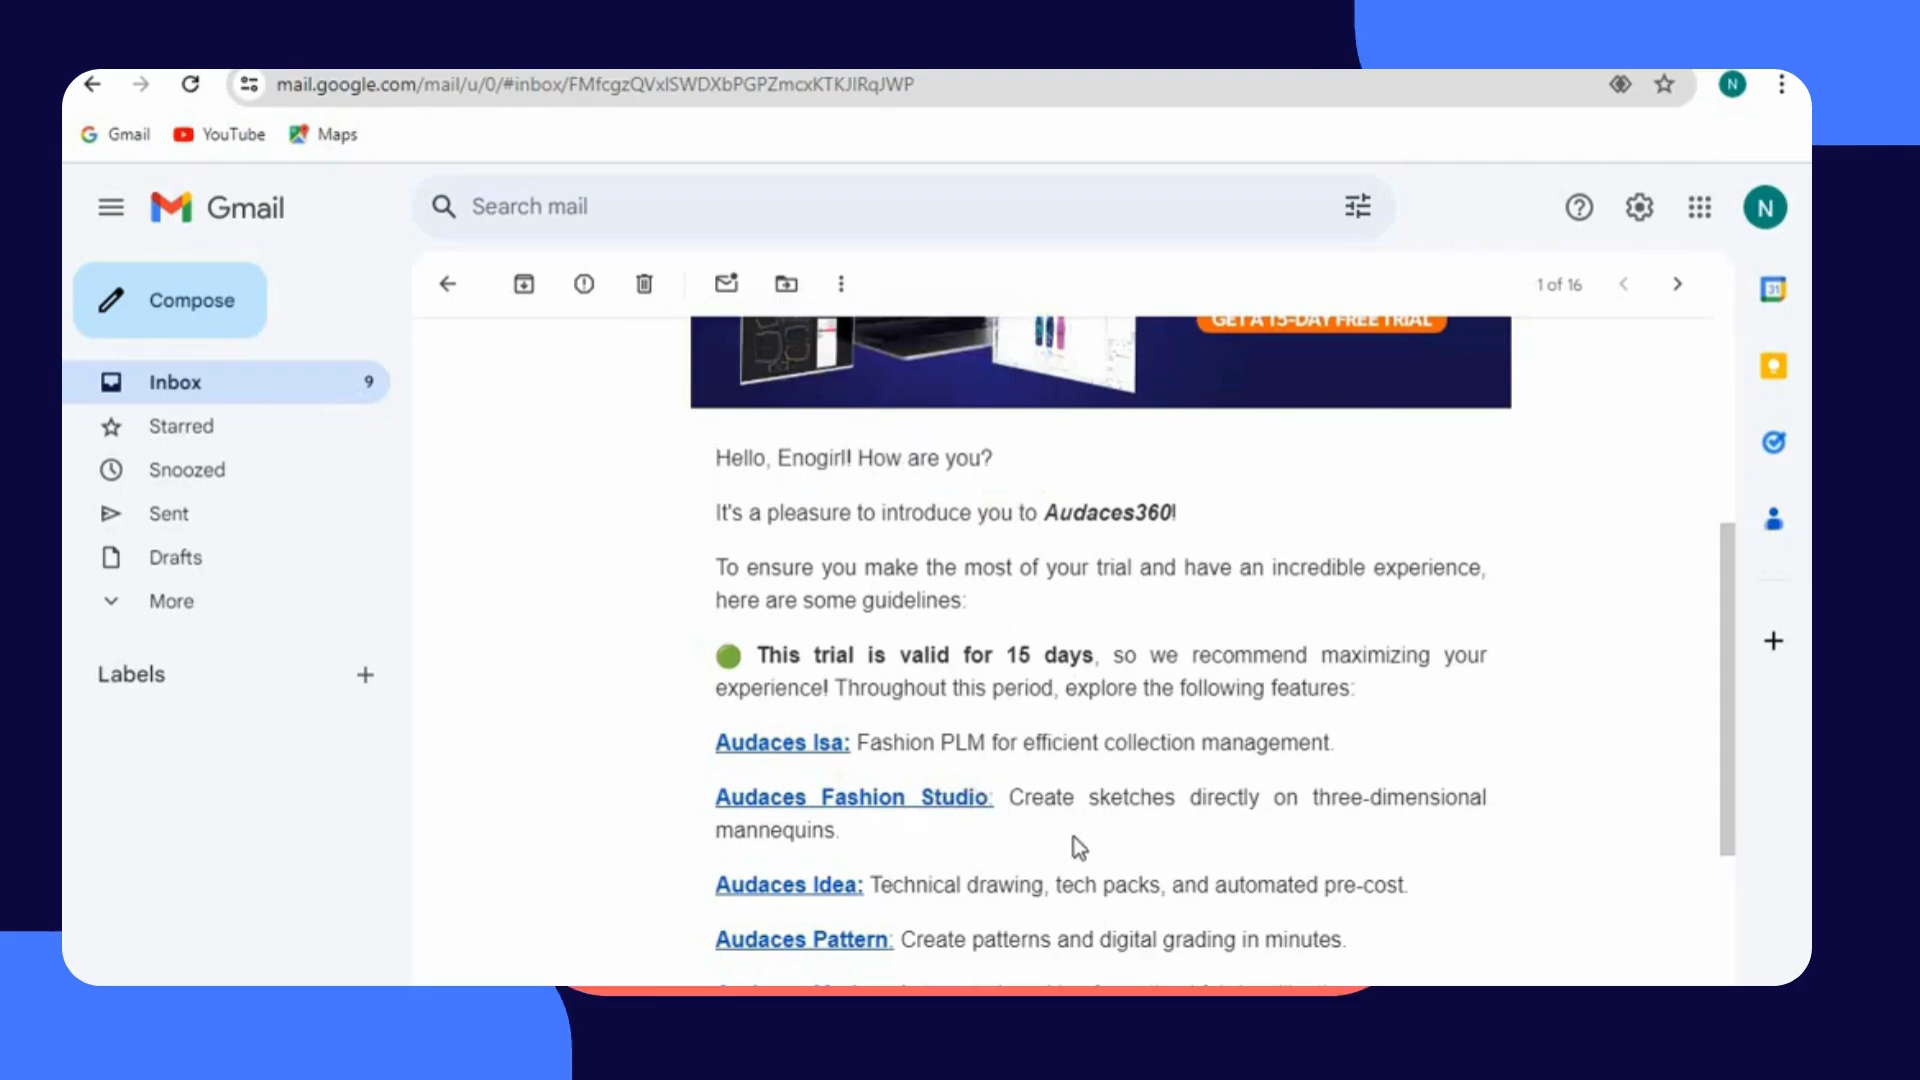 mail.google.com/mail/u/0/#inbox/FMfcgzQVxlSWDXbPGPZmcxKTKJlRqJWP
N
Gmail YouTube Maps
Gmail
Search mail
N
Compose
1 of 16
31
GET A 15-DAY FREE TRIAL
Inbox 9
Starred
Snoozed
Sent
Drafts
More
Labels
Hello, Enogirl! How are you?
It's a pleasure to introduce you to Audaces360!
To ensure you make the most of your trial and have an incredible experience,
here are some guidelines:
This trial is valid for 15 days, so we recommend maximizing your
experience! Throughout this period, explore the following features:
Audaces Isa: Fashion PLM for efficient collection management.
Audaces Fashion Studio: Create sketches directly on three-dimensional
mannequins.
Audaces Idea: Technical drawing, tech packs, and automated pre-cost.
Audaces Pattern: Create patterns and digital grading in minutes.